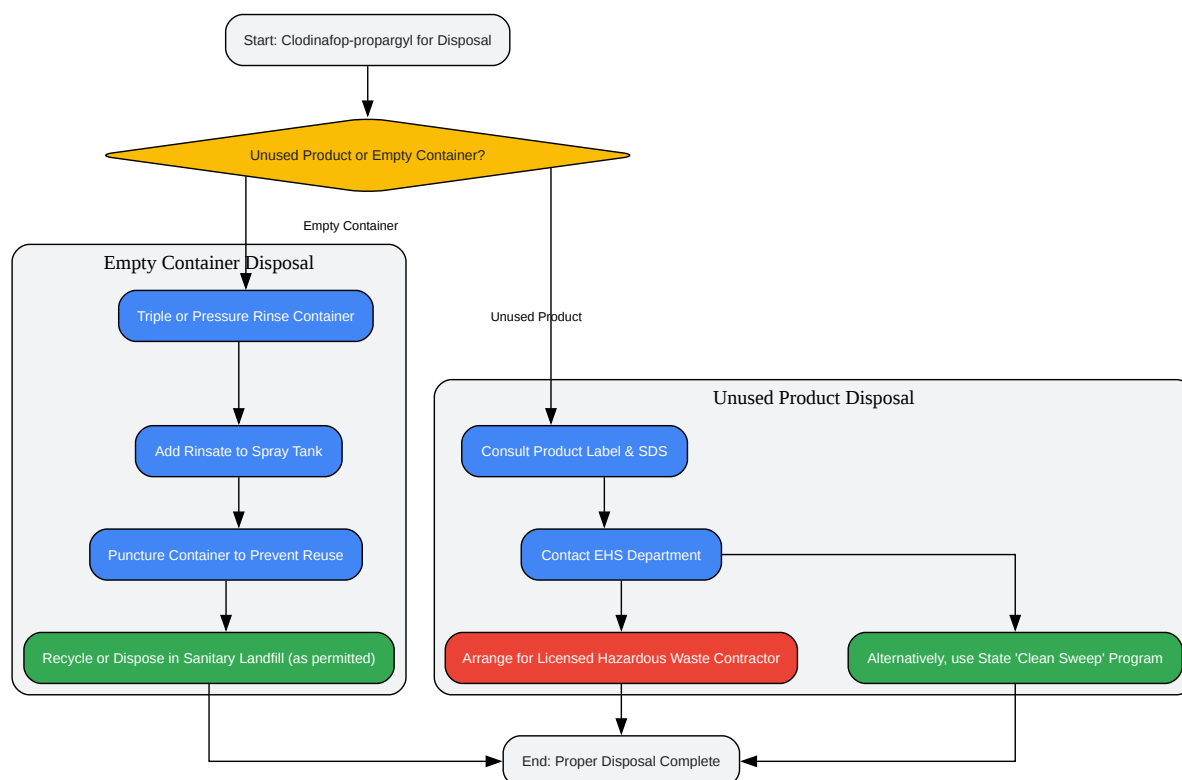 Start: Clodinafop-propargyl for Disposal
Unused Product or Empty Container?
Empty Container
Empty Container Disposal
Triple or Pressure Rinse Container
Add Rinsate to Spray Tank
Puncture Container to Prevent Reuse
Recycle or Dispose in Sanitary Landfill (as permitted)
Unused Product
Unused Product Disposal
Consult Product Label & SDS
Contact EHS Department
Arrange for Licensed Hazardous Waste Contractor
Alternatively, use State 'Clean Sweep' Program
End: Proper Disposal Complete